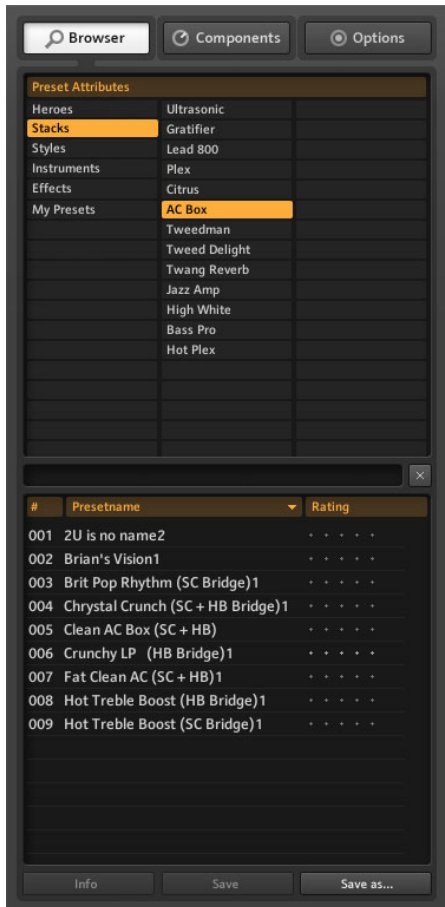 Browser Components Options
Preset Attributes
Heroes Ultrasonic
Stacks Gratifier
Styles Lead 800
Instruments Plex
Effects Citrus
My Presets AC Box
Tweedman
Tweed Delight
Twang Reverb
Jazz Amp
High White
Bass Pro
Hot Plex
×
# Presetname Rating
001 2U is no name2
002 Brian's Vision1
003 Brit Pop Rhythm (SC Bridge)1
004 Chrystal Crunch (SC + HB Bridge)1
005 Clean AC Box (SC + HB)
006 Crunchy LP (HB Bridge)1
007 Fat Clean AC (SC + HB)1
008 Hot Treble Boost (HB Bridge)1
009 Hot Treble Boost (SC Bridge)1
Info Save Save as...